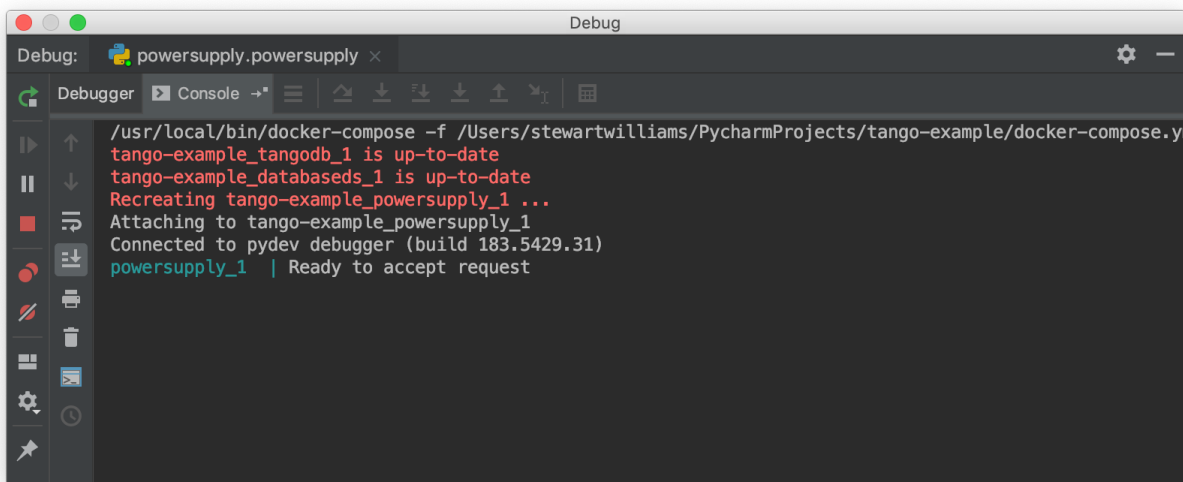 Debug
Debug: powersupply.powersupply
Debugger Console
/usr/local/bin/docker-compose -f /Users/stewartwilliams/PycharmProjects/tango-example/docker-compose.y
tango-example_tangodb_1 is up-to-date
tango-example_databaseds_1 is up-to-date
Recreating tango-example_powersupply_1 ...
Attaching to tango-example_powersupply_1
Connected to pydev debugger (build 183.5429.31)
powersupply_1 | Ready to accept request